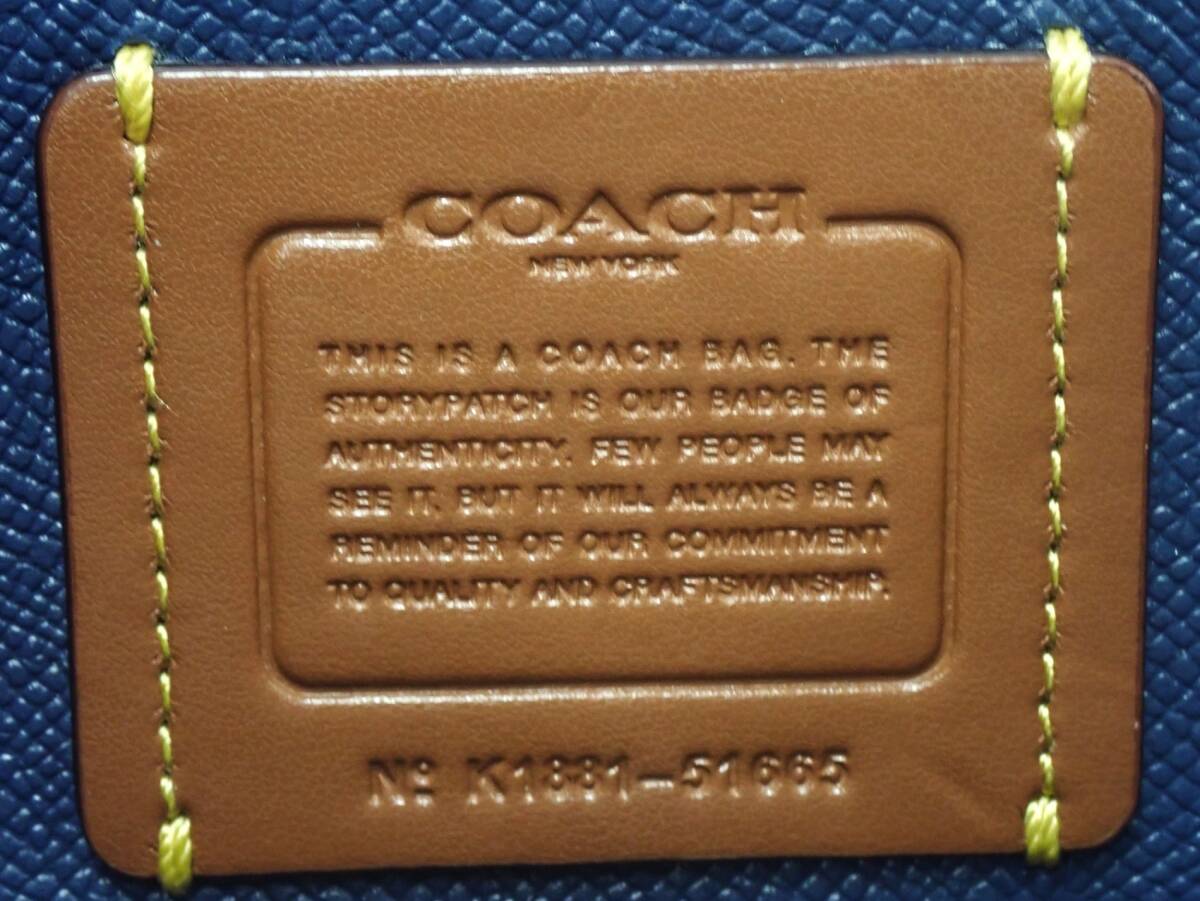 COACH
NEW YORK
THIS IS A COACH BAG. THE
STORYPATCH IS OUR BADGE OF
AUTHENTICITY. FEW PEOPLE MAY
SEE IT. BUT IT WILL ALWAYS BE A
REMINDER OF OUR COMMITMENT
TO QUALITY AND CRAFTSMANSHIP.
Nº K1881-51665